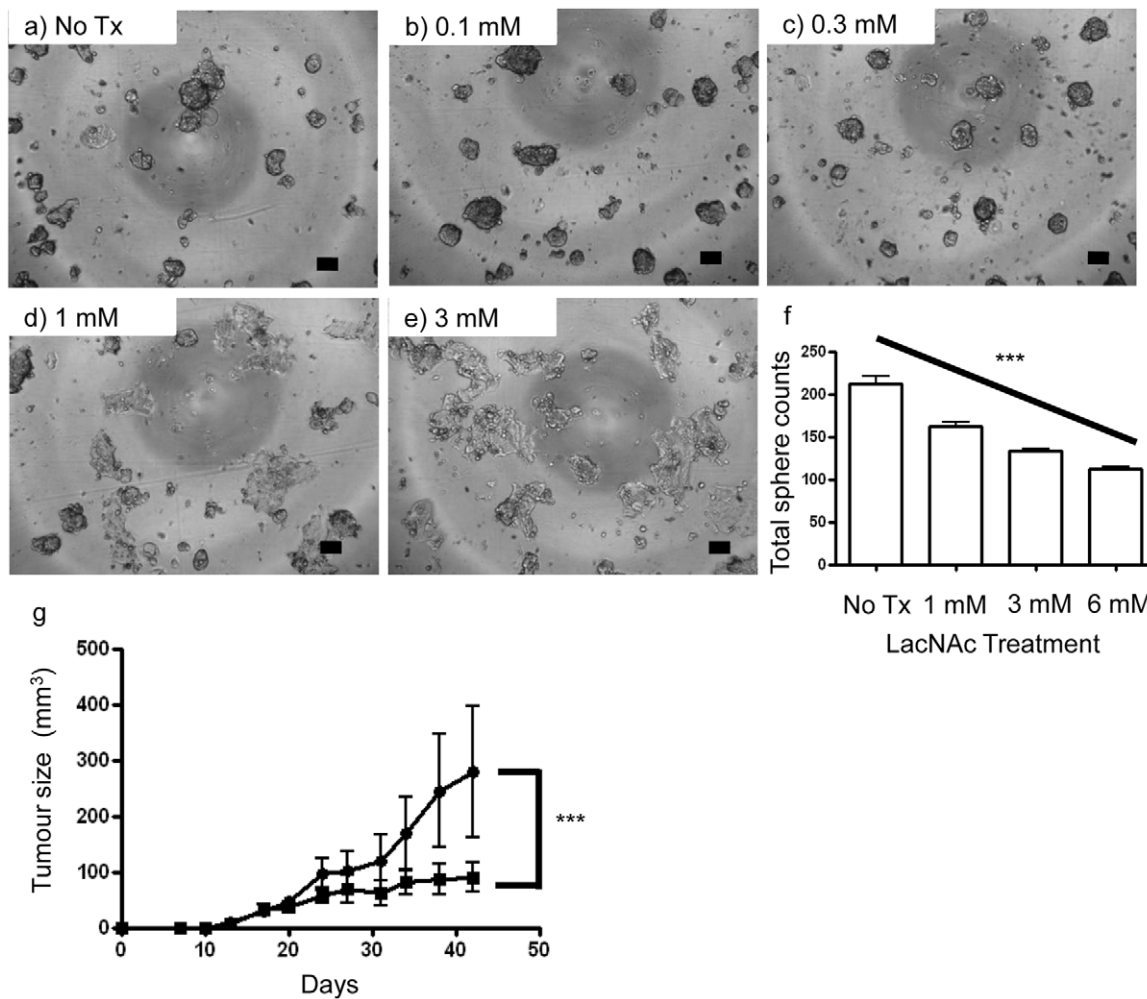 a) No Tx
b) 0.1 mM
c) 0.3 mM
d) 1 mM
e) 3 mM
f
250
200
150
100
50
0
Total sphere counts
***
No Tx 1 mM 3 mM 6 mM
LacNAc Treatment
g
500
400
300
200
100
0
Tumour size (mm³)
***
0 10 20 30 40 50
Days